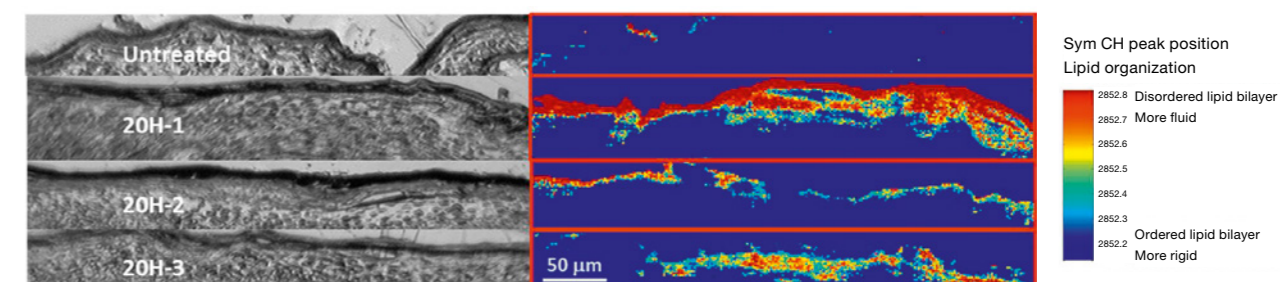 Untreated
20H-1
20H-2
20H-3
50 μm
Sym CH peak position
Lipid organization
2852.8
Disordered lipid bilayer
2852.7
More fluid
2852.6
2852.5
2852.4
2852.3
Ordered lipid bilayer
2852.2
More rigid